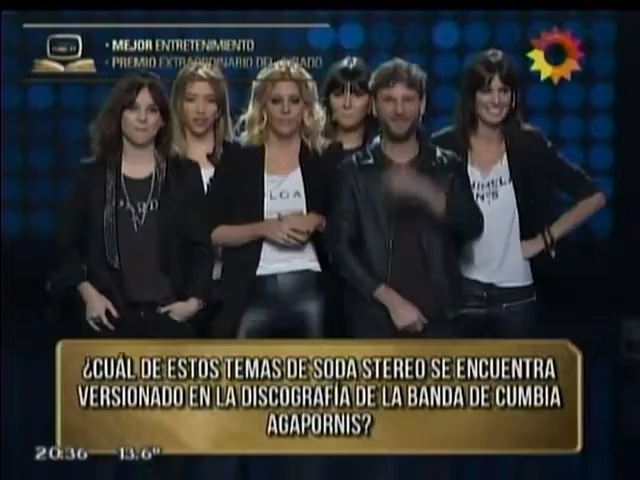 • MEJOR ENTRETENIMIENTO
• PREMIO EXTRAORDINARIO DEL JURADO
¿CUÁL DE ESTOS TEMAS DE SODA STEREO SE ENCUENTRA
VERSIONADO EN LA DISCOGRAFÍA DE LA BANDA DE CUMBIA
AGAPORNIS?
20:36 13.6°